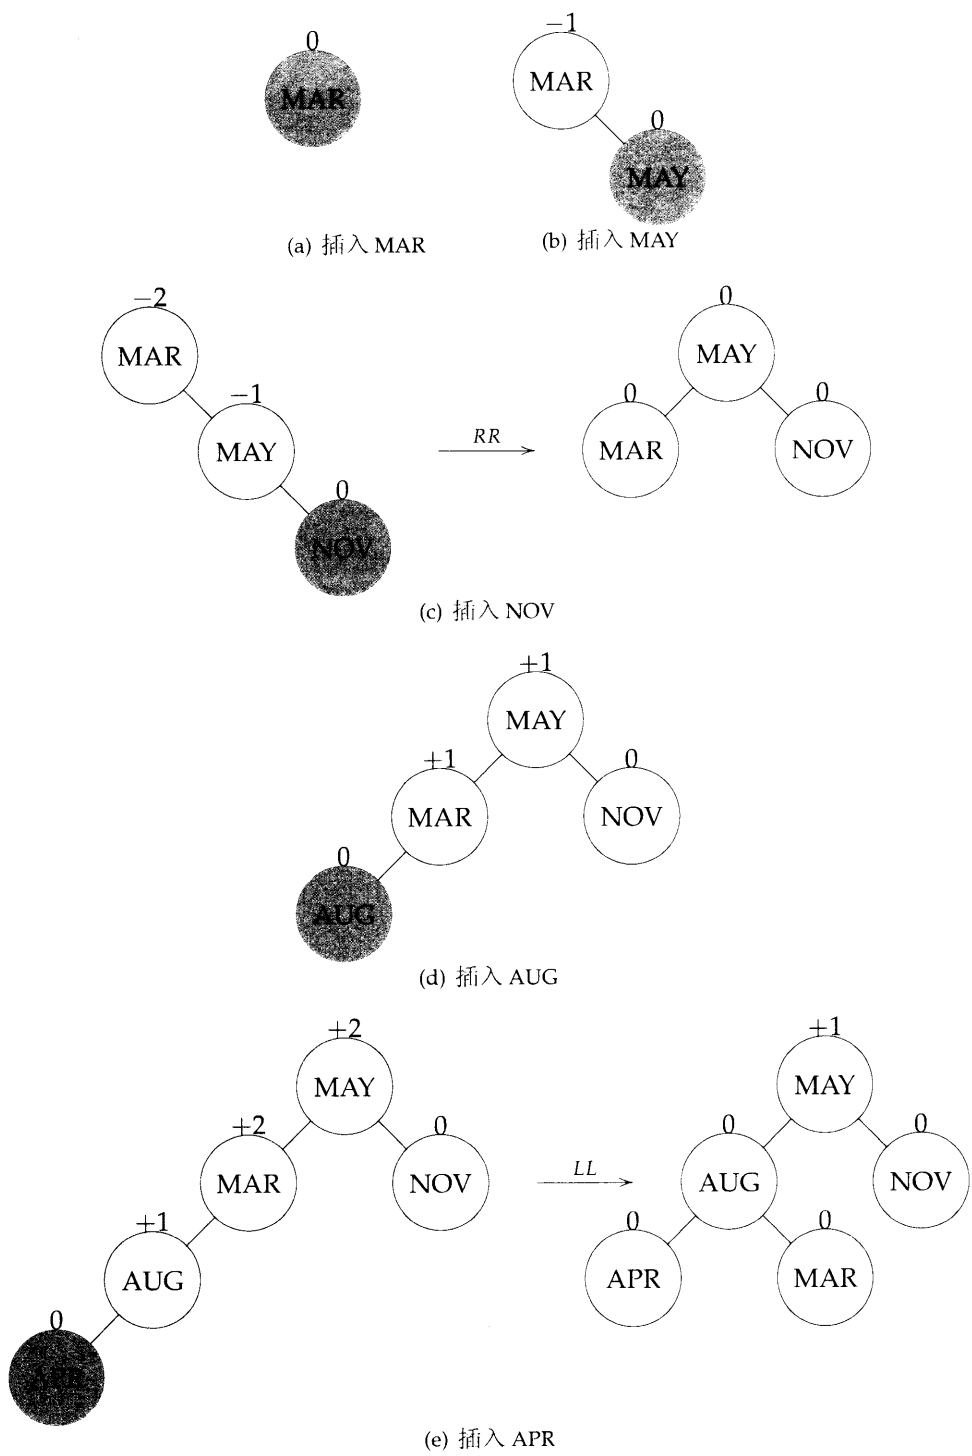 0
MAR
(a) 插入 MAR
−1
MAR
0
MAY
(b) 插入 MAY
−2
MAR
−1
MAY
0
NOV
RR
0
MAY
0
MAR
0
NOV
(c) 插入 NOV
+1
MAY
+1
MAR
0
NOV
0
AUG
(d) 插入 AUG
+2
MAY
+2
MAR
0
NOV
+1
AUG
0
APR
LL
+1
MAY
0
AUG
0
NOV
0
APR
0
MAR
(e) 插入 APR